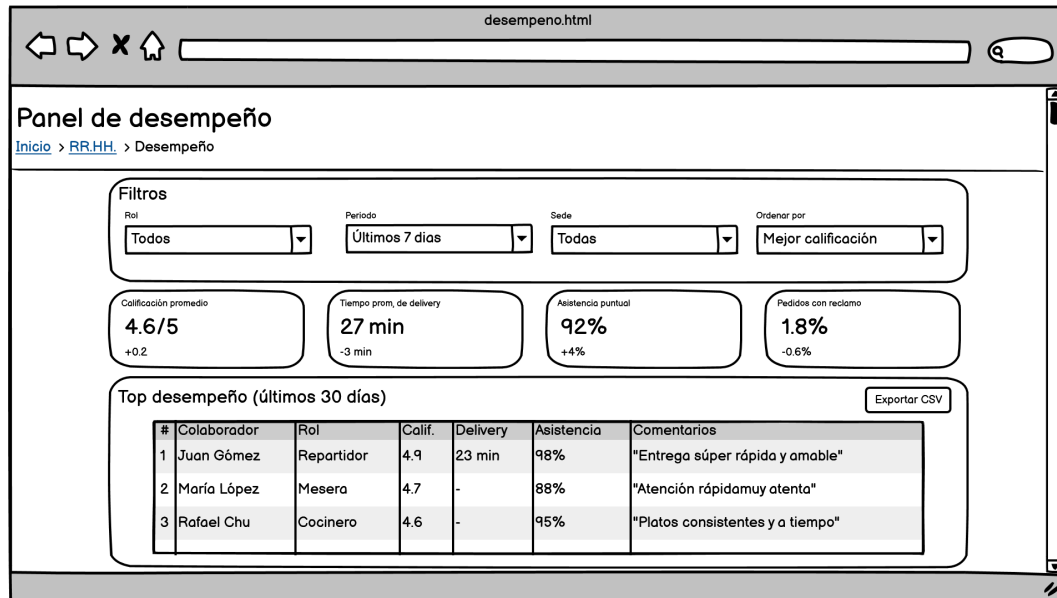 desempeno.html
Panel de desempeño
Inicio > RR.HH. > Desempeño
Filtros
Rol Periodo Sede Ordenar por
Todos Últimos 7 dias Todas Mejor calificación
Calificación promedio Tiempo prom, de delivery Asistencia puntual Pedidos con reclamo
4.6/5 27 min 92% 1.8%
+0.2 -3 min +4% -0.6%
Top desempeño (últimos 30 días) Exportar CSV
# Colaborador Rol Calif. Delivery Asistencia Comentarios
1 Juan Gómez Repartidor 4.9 23 min 98% "Entrega súper rápida y amable"
2 María López Mesera 4.7 - 88% "Atención rápidamuy atenta"
3 Rafael Chu Cocinero 4.6 - 95% "Platos consistentes y a tiempo"